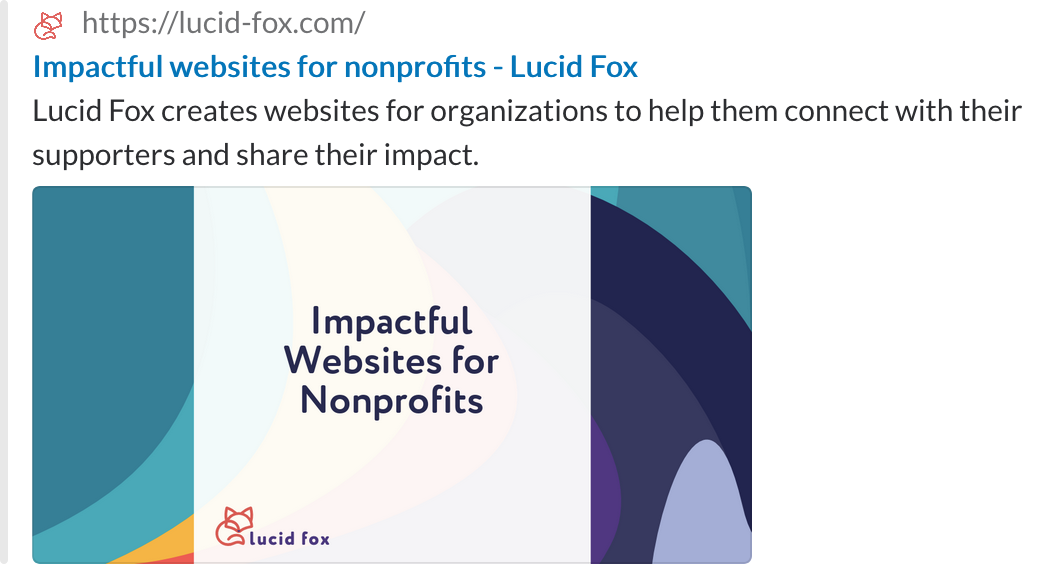 https://lucid-fox.com/
Impactful websites for nonprofits - Lucid Fox
Lucid Fox creates websites for organizations to help them connect with their
supporters and share their impact.
Impactful
Websites for
Nonprofits
lucid fox